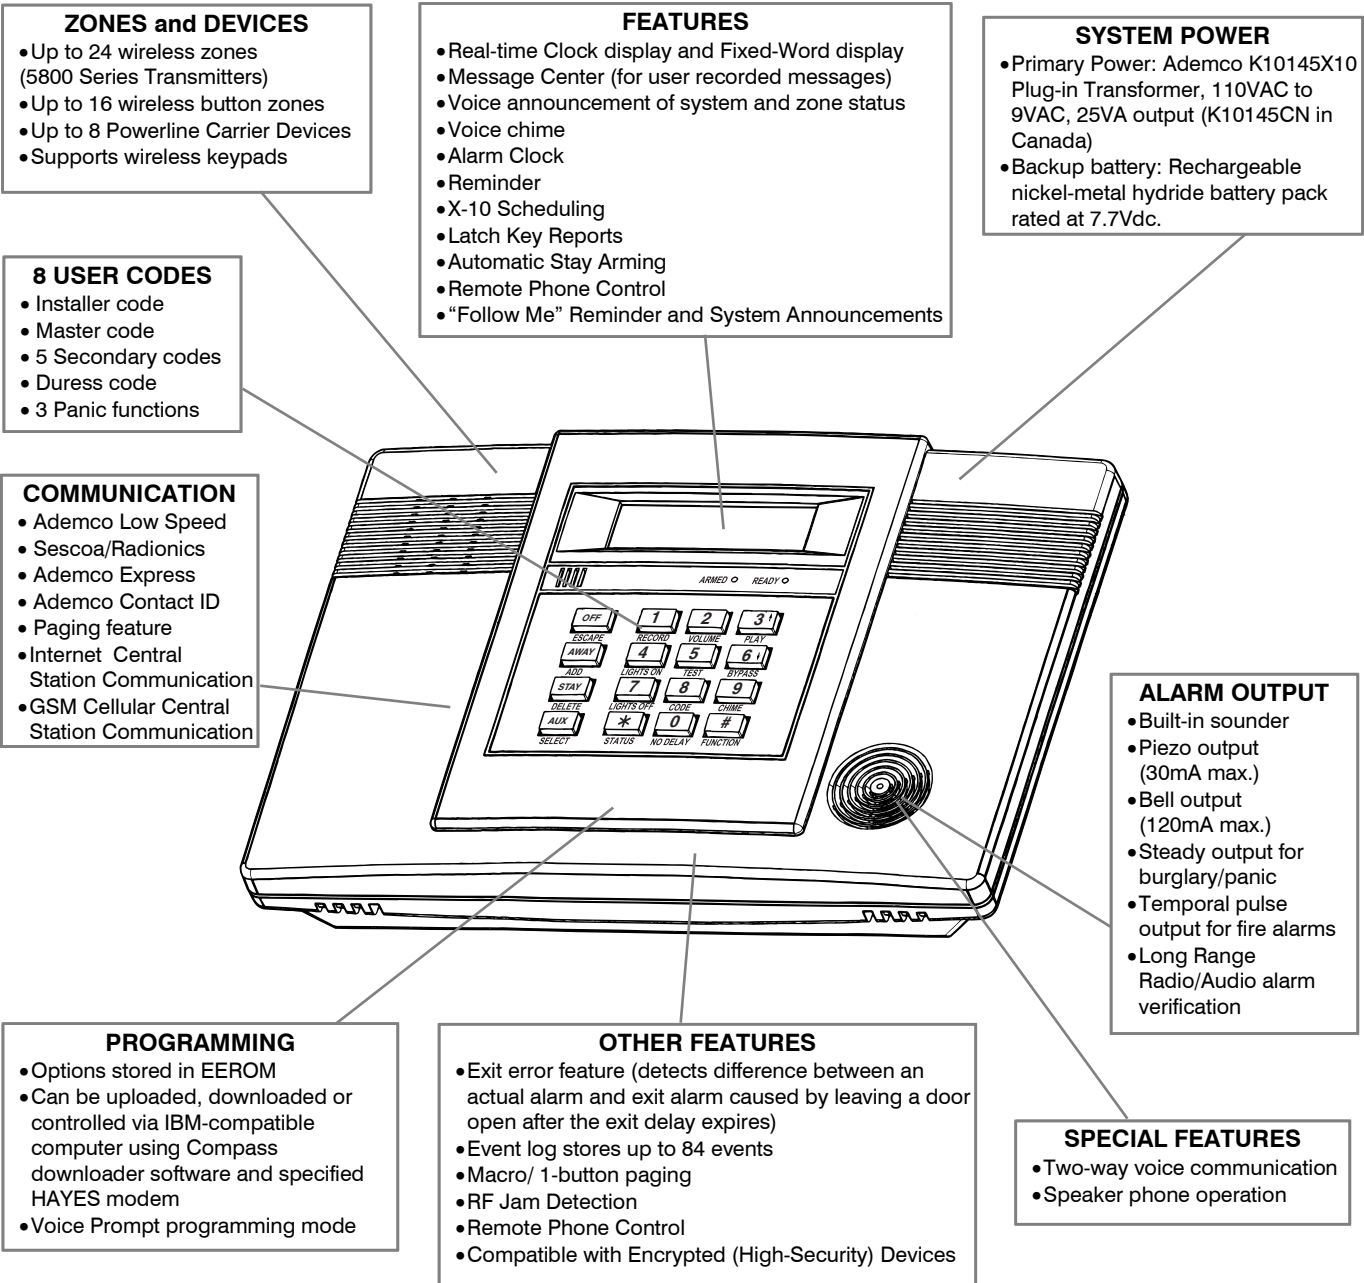 ZONES and DEVICES
•Up to 24 wireless zones
(5800 Series Transmitters)
•Up to 16 wireless button zones
•Up to 8 Powerline Carrier Devices
•Supports wireless keypads
FEATURES
•Real-time Clock display and Fixed-Word display
•Message Center (for user recorded messages)
•Voice announcement of system and zone status
•Voice chime
•Alarm Clock
•Reminder
•X-10 Scheduling
•Latch Key Reports
•Automatic Stay Arming
•Remote Phone Control
•“Follow Me” Reminder and System Announcements
SYSTEM POWER
•Primary Power: Ademco K10145X10
Plug-in Transformer, 110VAC to
9VAC, 25VA output (K10145CN in
Canada)
•Backup battery: Rechargeable
nickel-metal hydride battery pack
rated at 7.7Vdc.
8 USER CODES
• Installer code
• Master code
• 5 Secondary codes
• Duress code
• 3 Panic functions
COMMUNICATION
• Ademco Low Speed
• Sescoa/Radionics
• Ademco Express
• Ademco Contact ID
• Paging feature
•Internet Central
Station Communication
•GSM Cellular Central
Station Communication
ARMED READY
OFF 1 2 3
ESCAPE RECORD VOLUME PLAY
AWAY 4 5 6
ADD LIGHTS ON TEST BYPASS
STAY 7 8 9
DELETE LIGHTS OFF CODE CHIME
AUX * 0 #
SELECT STATUS NO DELAY FUNCTION
ALARM OUTPUT
•Built-in sounder
•Piezo output
(30mA max.)
•Bell output
(120mA max.)
•Steady output for
burglary/panic
•Temporal pulse
output for fire alarms
•Long Range
Radio/Audio alarm
verification
PROGRAMMING
•Options stored in EEROM
•Can be uploaded, downloaded or
controlled via IBM-compatible
computer using Compass
downloader software and specified
HAYES modem
•Voice Prompt programming mode
OTHER FEATURES
•Exit error feature (detects difference between an
actual alarm and exit alarm caused by leaving a door
open after the exit delay expires)
•Event log stores up to 84 events
•Macro/ 1-button paging
•RF Jam Detection
•Remote Phone Control
•Compatible with Encrypted (High-Security) Devices
SPECIAL FEATURES
•Two-way voice communication
•Speaker phone operation